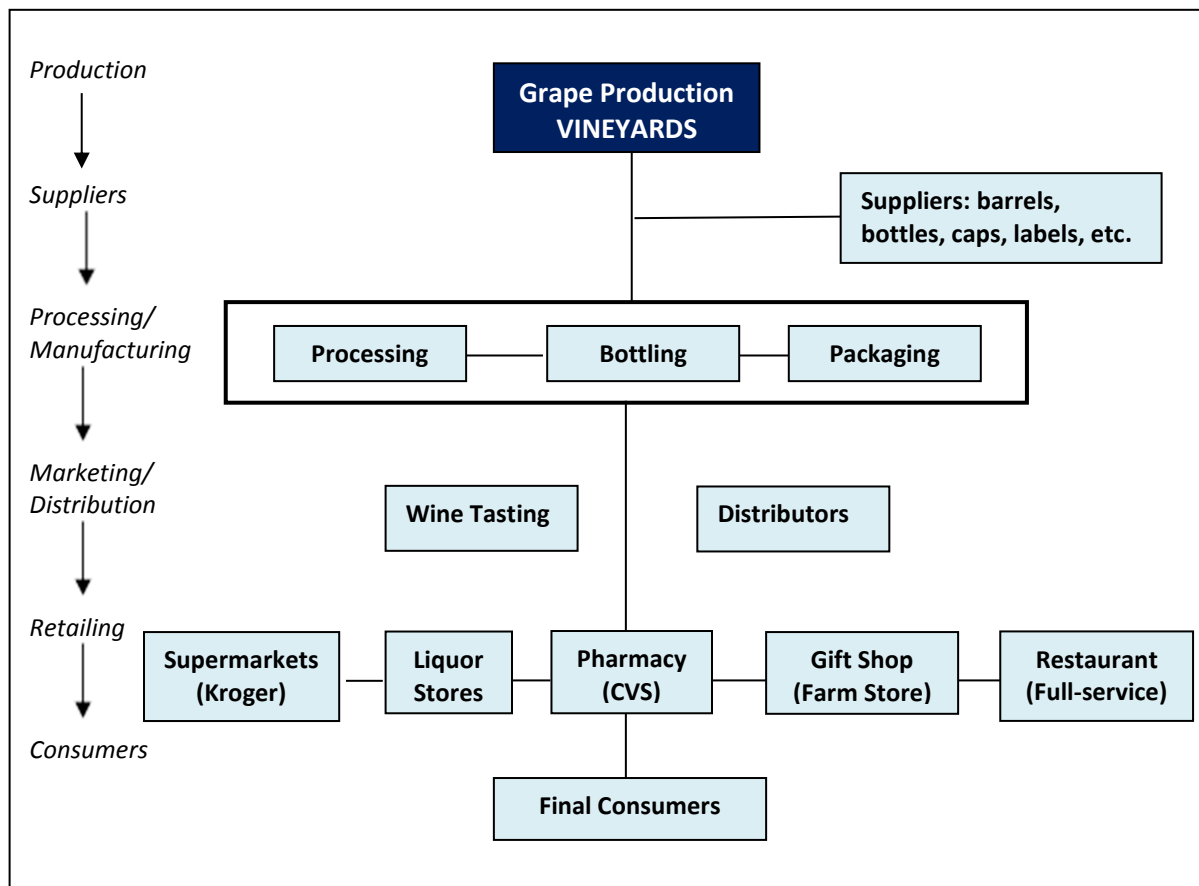 Production
Grape Production
VINEYARDS
Suppliers
Suppliers: barrels,
bottles, caps, labels, etc.
Processing/
Manufacturing
Processing
Bottling
Packaging
Marketing/
Distribution
Wine Tasting
Distributors
Retailing
Supermarkets
(Kroger)
Liquor
Stores
Pharmacy
(CVS)
Gift Shop
(Farm Store)
Restaurant
(Full-service)
Consumers
Final Consumers